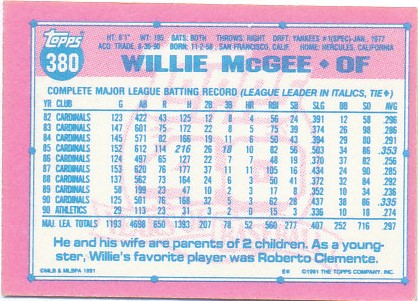 Topps
380
HT: 6'1" WT: 195 BATS: BOTH THROWS: RIGHT DRAFT: YANKEES #1(SPEC)-JAN., 1977
ACQ: TRADE, 8-30-90 BORN: 11-2-58, SAN FRANCISCO, CALIF. HOME: HERCULES, CALIFORNIA
WILLIE McGEE ♦ OF
COMPLETE MAJOR LEAGUE BATTING RECORD (LEAGUE LEADER IN ITALICS, TIE♦)
YR CLUB G AB R H 2B 3B HR RBI SB SLG BB SO AVG
82 CARDINALS 123 422 43 125 12 8 4 56 24 .391 12 58 .296
83 CARDINALS 147 601 75 172 22 8 5 75 39 .374 26 98 .286
84 CARDINALS 145 571 82 166 19 11 6 50 43 .394 29 80 .291
85 CARDINALS 152 612 114 216 26 18 10 82 56 .503 34 86 .353
86 CARDINALS 124 497 65 127 22 7 7 48 19 .370 37 82 .256
87 CARDINALS 153 620 76 177 37 11 11 105 16 .434 24 90 .285
88 CARDINALS 137 562 73 164 24 6 3 50 41 .372 32 84 .292
89 CARDINALS 58 199 23 47 10 2 3 17 8 .352 10 34 .236
90 CARDINALS 125 501 76 168 32 5 3 62 28 .437 38 86 .335
90 ATHLETICS 29 113 23 31 3 2 0 15 3 .336 10 18 .274
MAJ. LEA. TOTALS 1193 4698 650 1393 207 78 52 560 277 .407 252 716 .297
He and his wife are parents of 2 children. As a young-
ster, Willie's favorite player was Roberto Clemente.
©MLB & MLBPA 1991 E* ©1991 THE TOPPS COMPANY, INC.